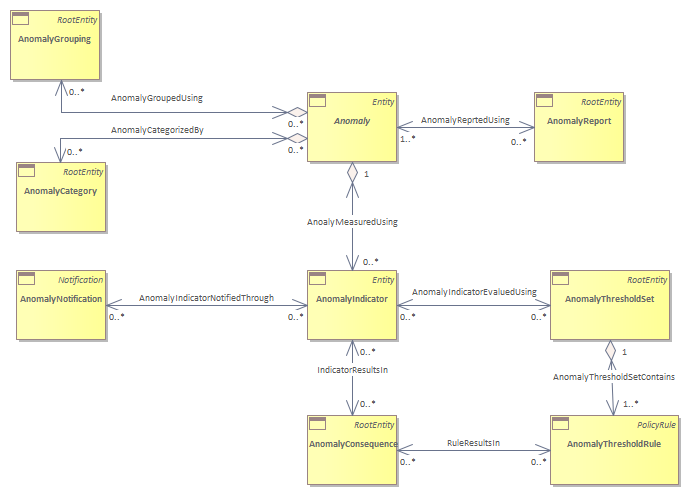 RootEntity
AnomalyGrouping
0..*
AnomalyGroupedUsing
0..*
Entity
Anomaly
RootEntity
AnomalyReport
AnomalyReprtedUsing
1..*
0..*
AnomalyCategorizedBy
0..*
0..*
RootEntity
AnomalyCategory
1
AnoalyMeasuredUsing
0..*
Notification
AnomalyNotification
AnomalyIndicatorNotifiedThrough
0..*
0..*
Entity
AnomalyIndicator
AnomalyIndicatorEvaluedUsing
0..*
0..*
RootEntity
AnomalyThresholdSet
0..*
IndicatorResultsIn
0..*
1
AnomalyThresholdSetContains
1..*
RootEntity
AnomalyConsequence
RuleResultsIn
0..*
0..*
PolicyRule
AnomalyThresholdRule